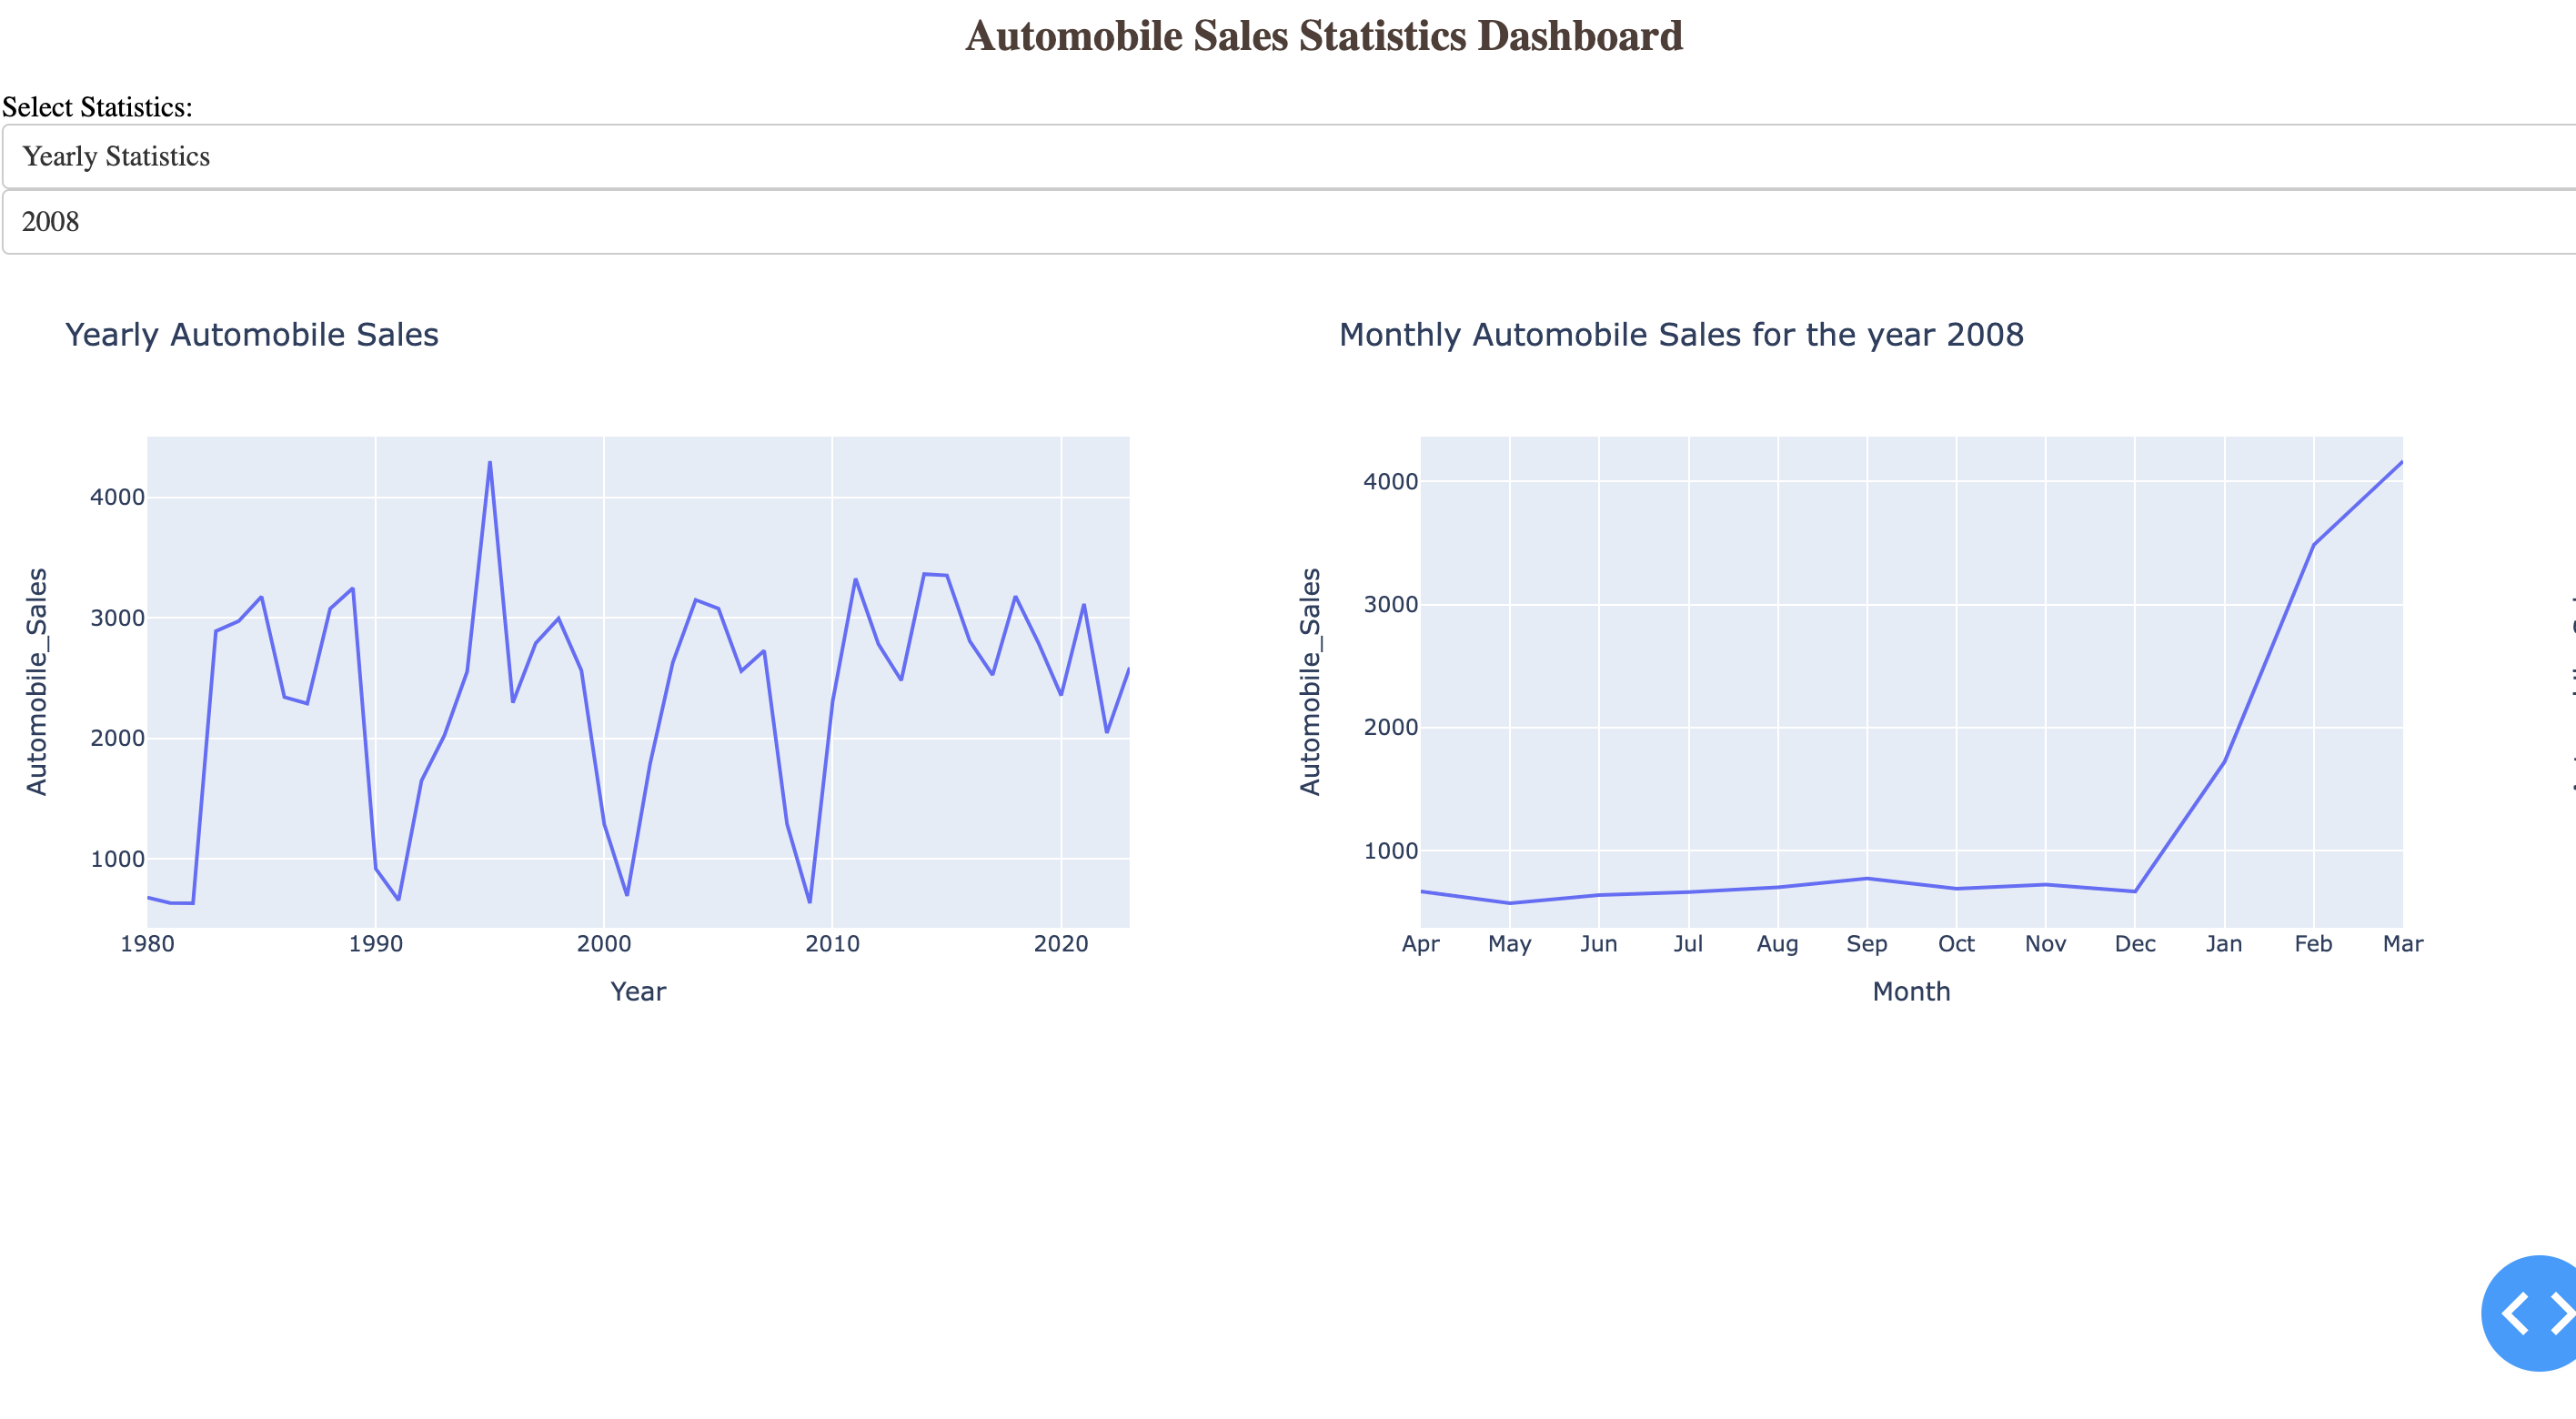 Automobile Sales Statistics Dashboard
Select Statistics:
Yearly Statistics
2008
Yearly Automobile Sales
4000
3000
2000
1000
Automobile_Sales
1980 1990 2000 2010 2020
Year
Monthly Automobile Sales for the year 2008
4000
3000
2000
1000
Automobile_Sales
Apr May Jun Jul Aug Sep Oct Nov Dec Jan Feb Mar
Month